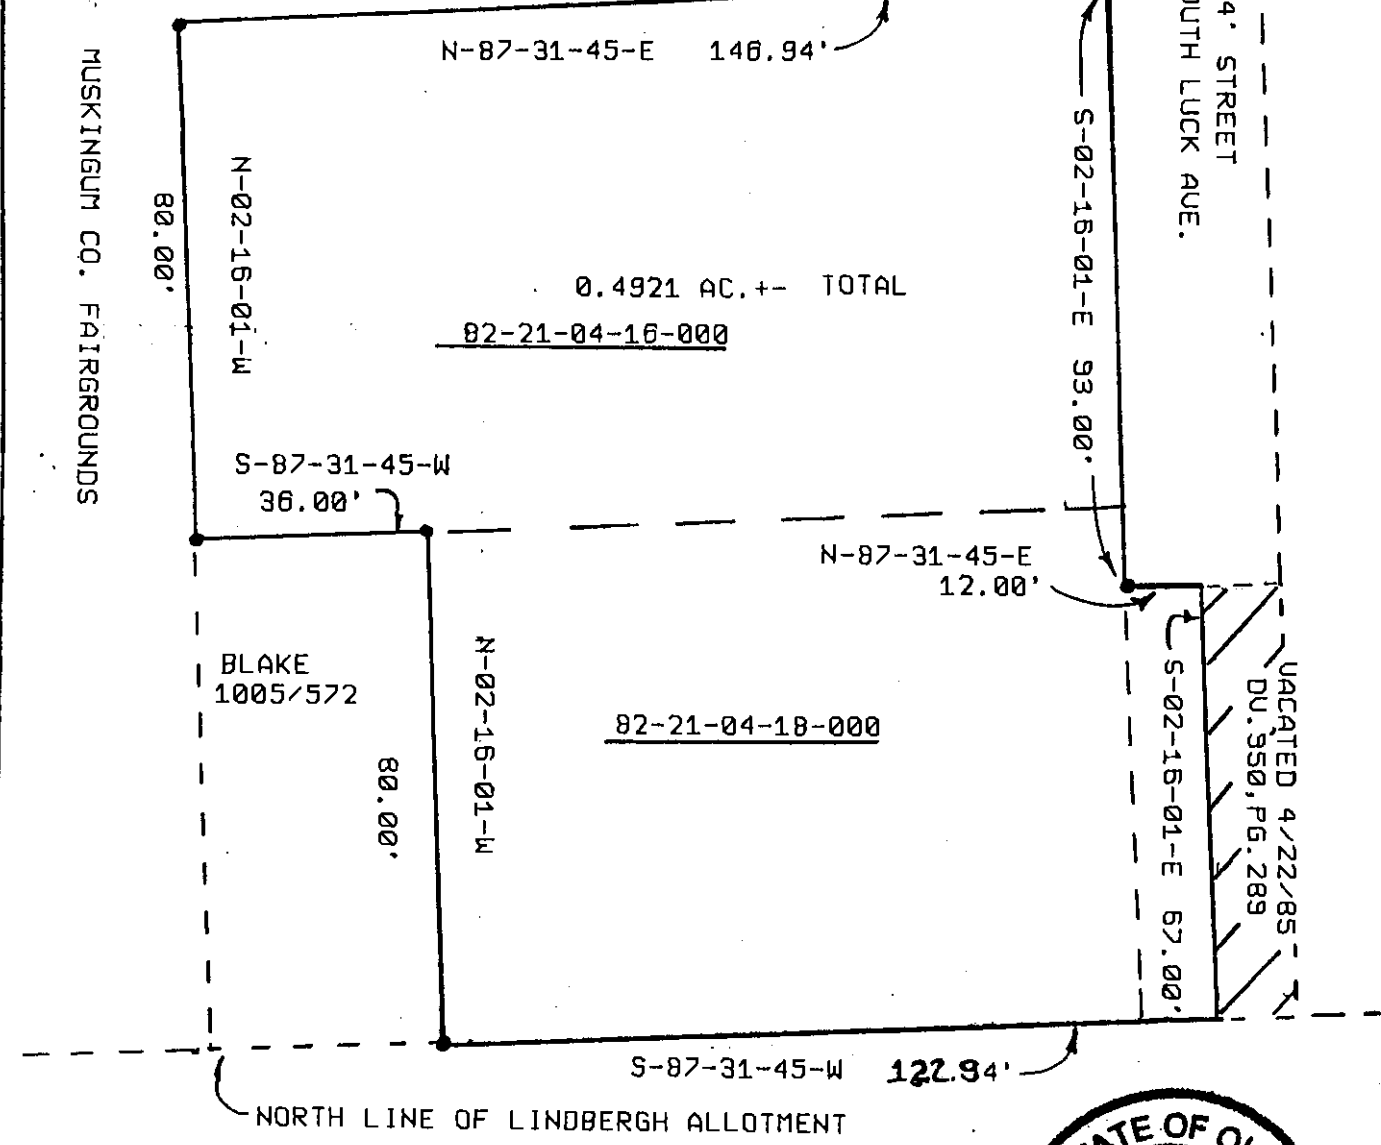 N-87-31-45-E 146.94'
4' STREET
OUTH LUCK AVE.
MUSKINGUM CO. FAIRGROUNDS
N-02-16-01-W
80.00'
S-02-16-01-E 93.00'
0.4921 AC.+- TOTAL
82-21-04-16-000
S-87-31-45-W
36.00'
N-87-31-45-E
12.00'
BLAKE
1005/572
N-02-16-01-W
80.00'
82-21-04-18-000
S-02-16-01-E 67.00'
VACATED 4/22/85
DV.950,PG.289
S-87-31-45-W 122.94'
NORTH LINE OF LINDBERGH ALLOTMENT
ATE OF O